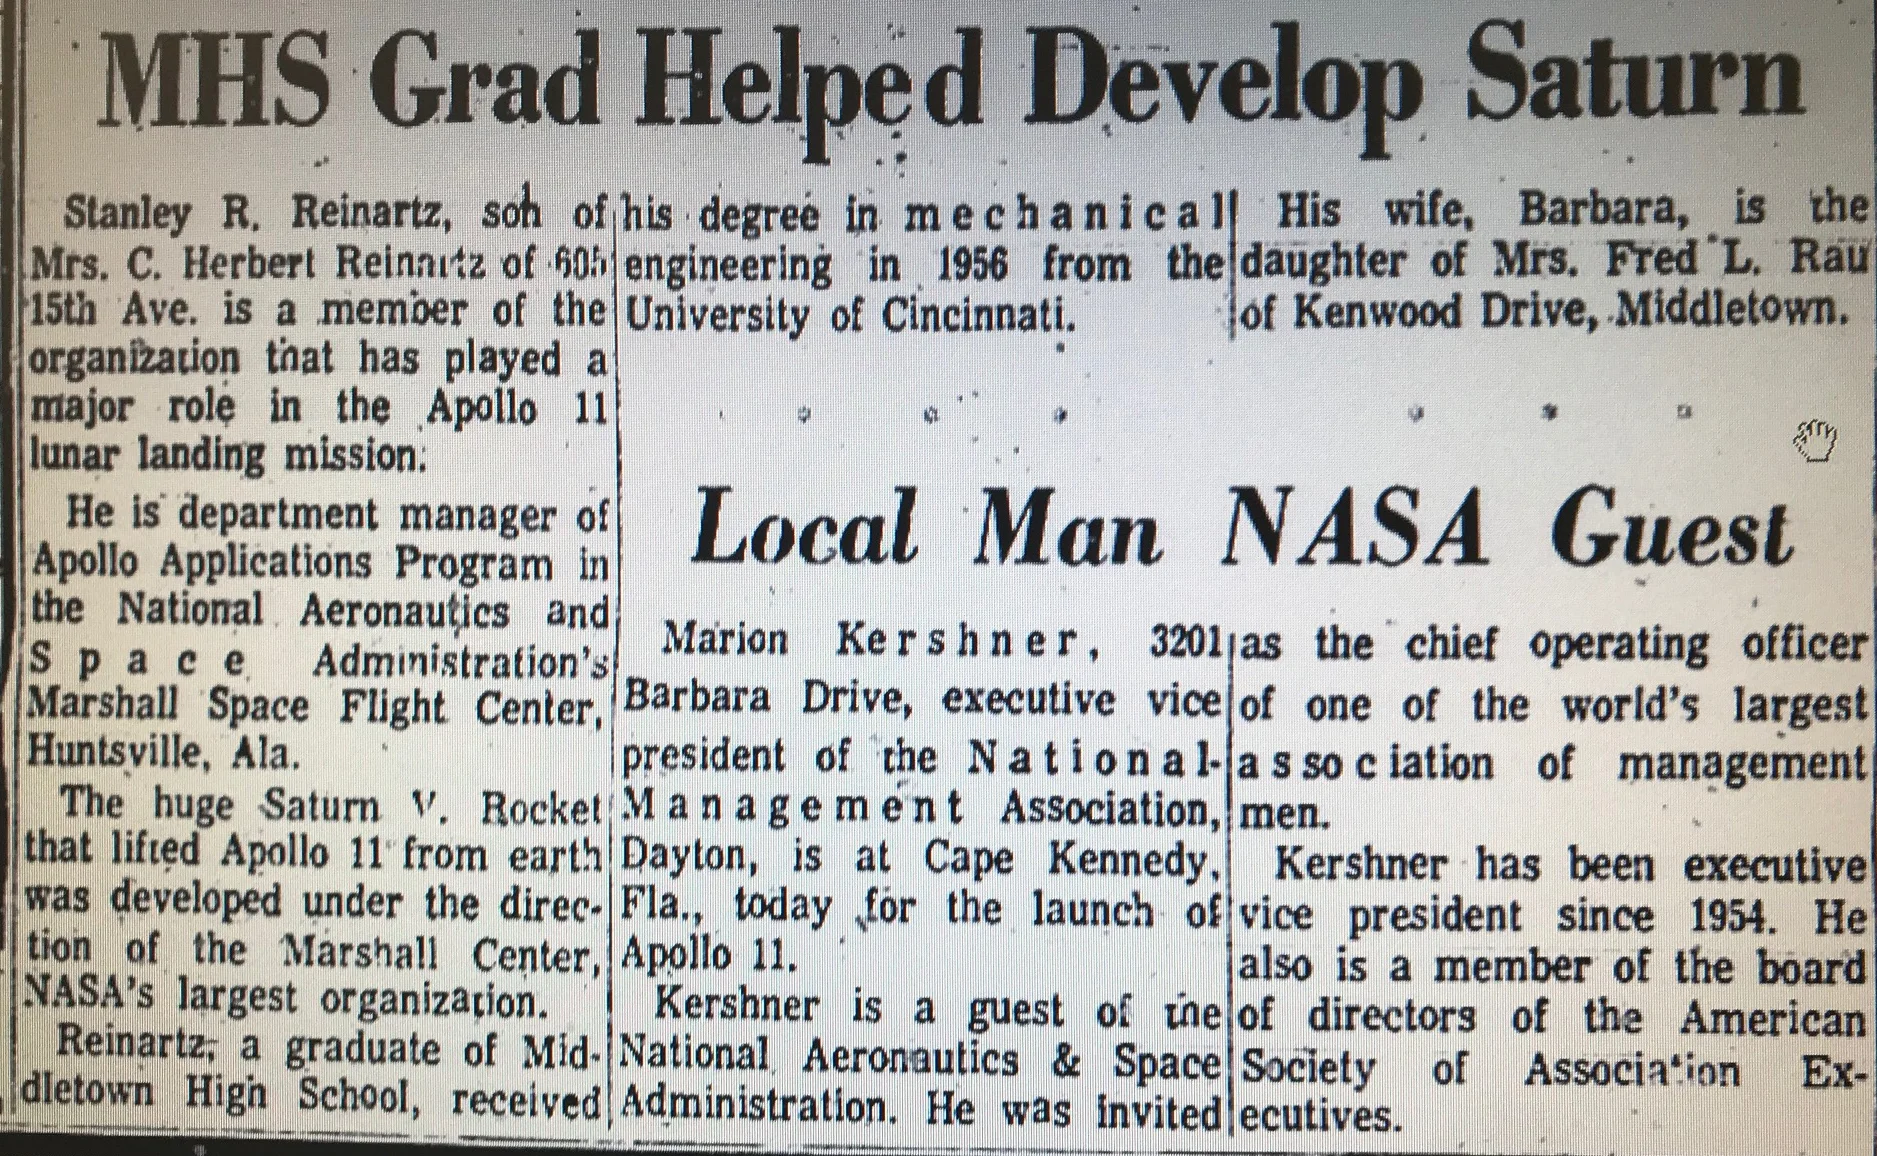 MHS Grad Helped Develop Saturn
Stanley R. Reinartz, son of
Mrs. C. Herbert Reinartz of 605
15th Ave. is a member of the
organization that has played a
major role in the Apollo 11
lunar landing mission.
He is department manager of
Apollo Applications Program in
the National Aeronautics and
Space Administration's
Marshall Space Flight Center,
Huntsville, Ala.
The huge Saturn V. Rocket
that lifted Apollo 11 from earth
was developed under the direc-
tion of the Marshall Center,
NASA's largest organization.
Reinartz, a graduate of Mid-
dletown High School, received
his degree in mechanical
engineering in 1956 from the
University of Cincinnati.
His wife, Barbara, is the
daughter of Mrs. Fred L. Rau
of Kenwood Drive, Middletown.
Local Man NASA Guest
Marion Kershner, 3201
Barbara Drive, executive vice
president of the National-
Management Association,
Dayton, is at Cape Kennedy,
Fla., today for the launch of
Apollo 11.
Kershner is a guest of the
National Aeronautics & Space
Administration. He was invited
as the chief operating officer
of one of the world's largest
association of management
men.
Kershner has been executive
vice president since 1954. He
also is a member of the board
of directors of the American
Society of Association Ex-
ecutives.